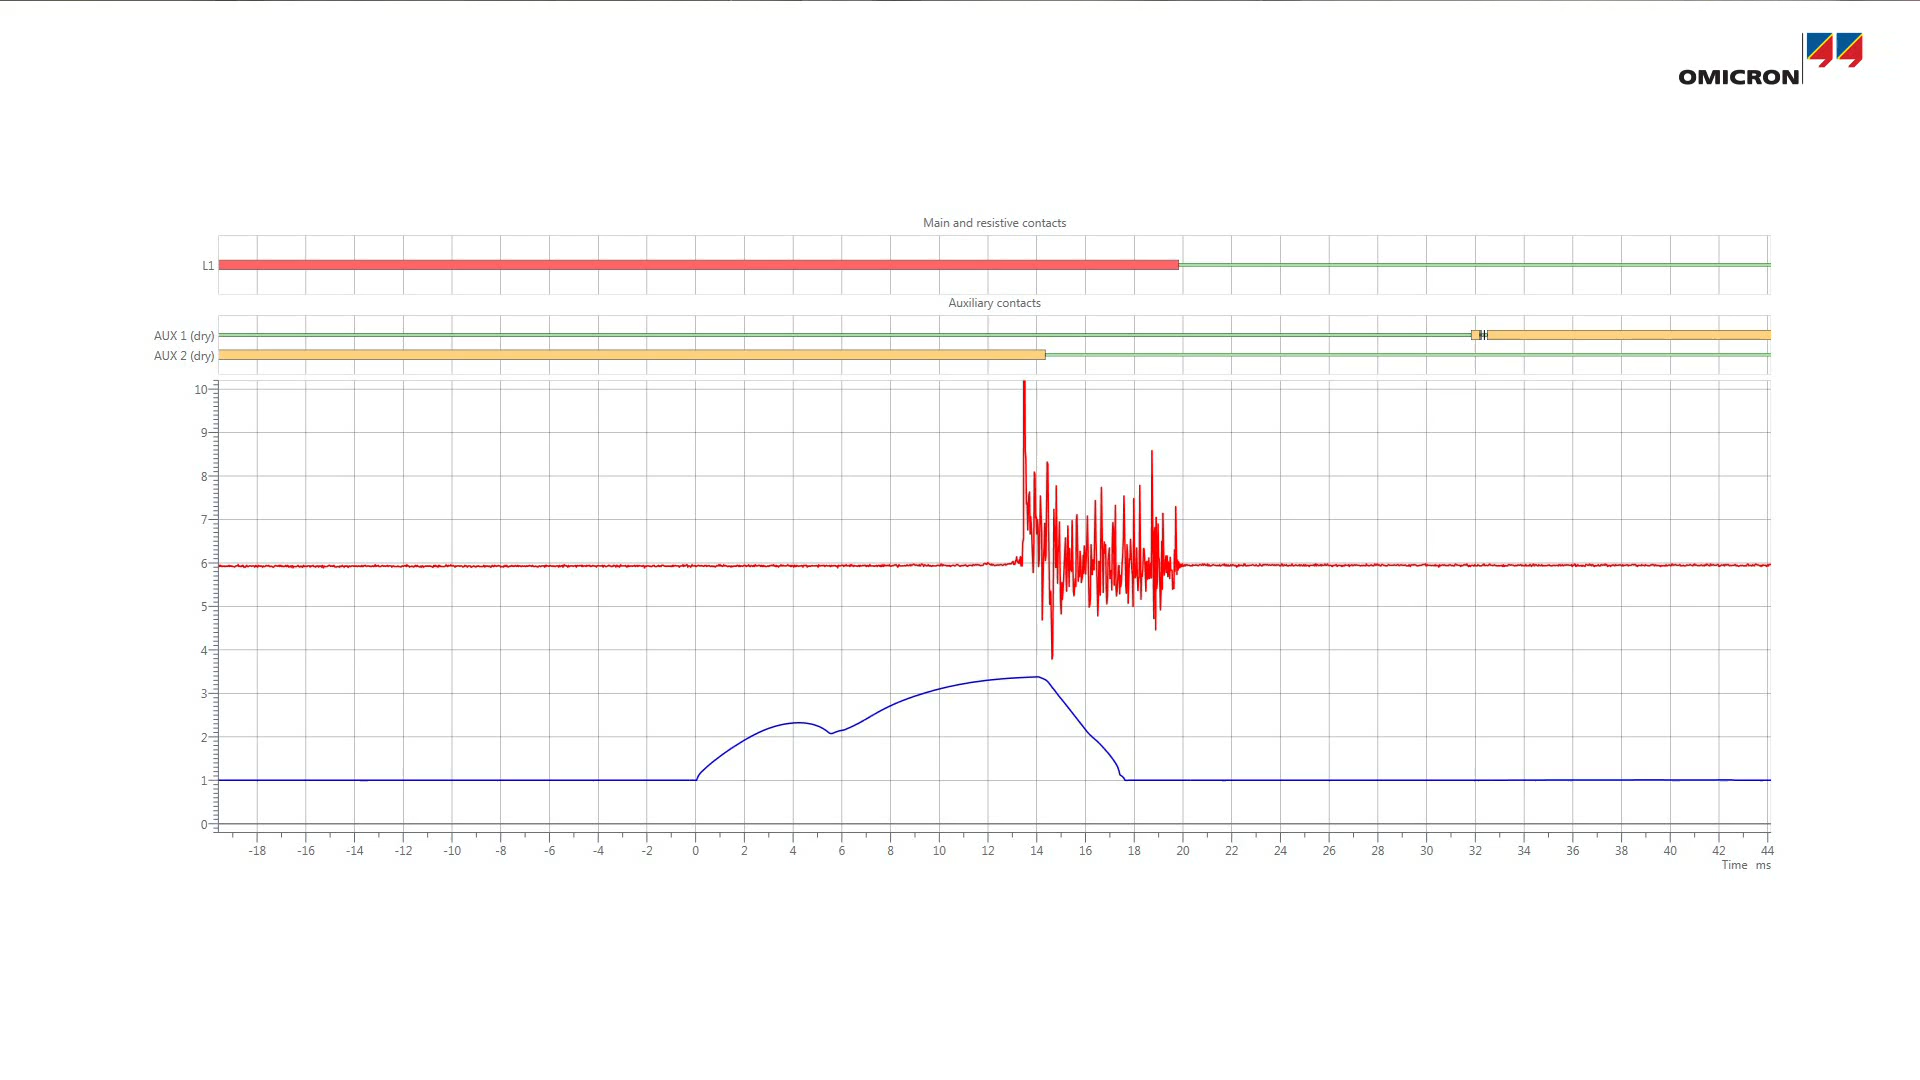 OMICRON
Main and resistive contacts
L1
Auxiliary contacts
AUX 1 (dry)
AUX 2 (dry)
10
9
8
7
6
5
4
3
2
1
0
-18 -16 -14 -12 -10 -8 -6 -4 -2 0 2 4 6 8 10 12 14 16 18 20 22 24 26 28 30 32 34 36 38 40 42 44
Time ms